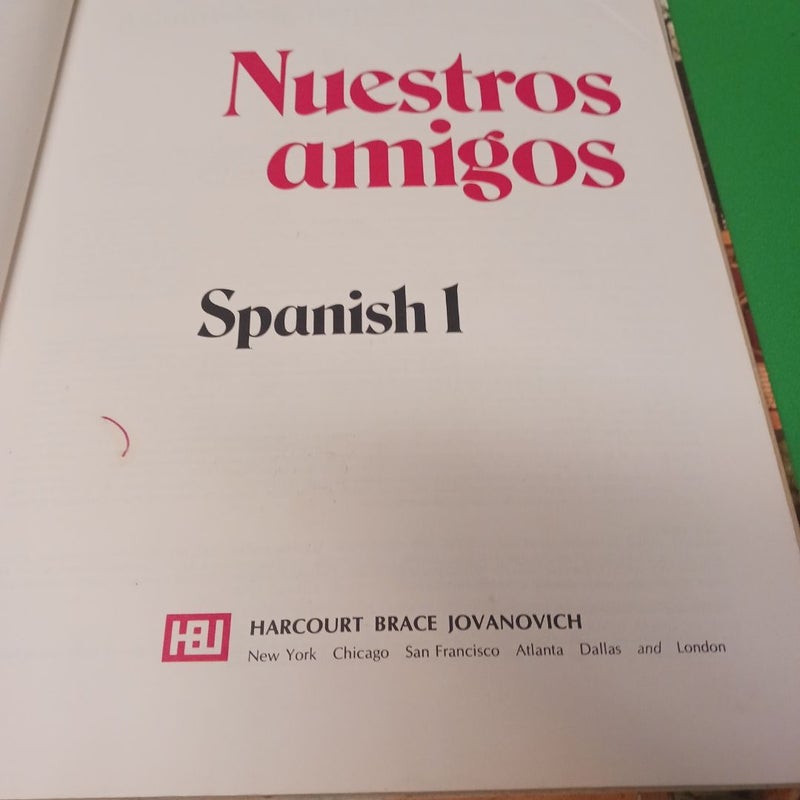 Nuestros
amigos
Spanish 1
HBJ
HARCOURT BRACE JOVANOVICH
New York Chicago San Francisco Atlanta Dallas and London